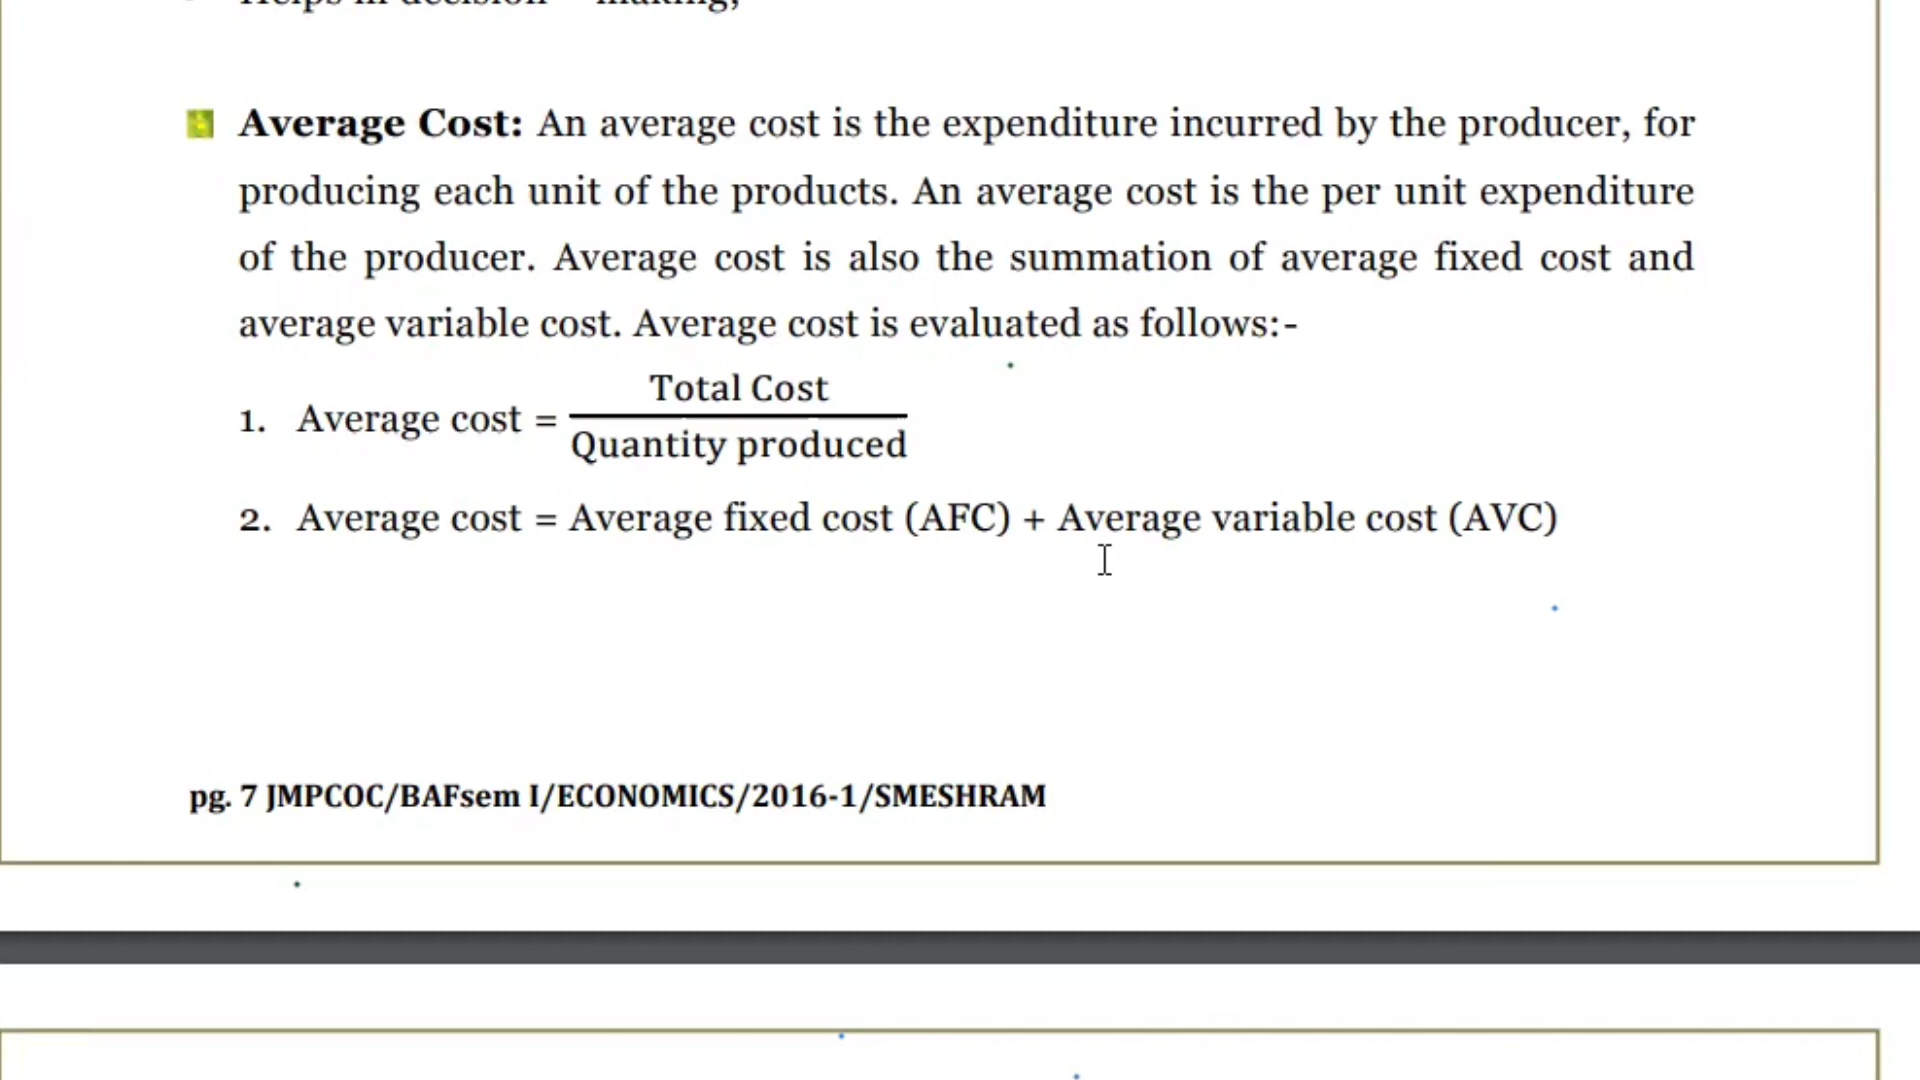 Helps in decision – making;
Average Cost: An average cost is the expenditure incurred by the producer, for
producing each unit of the products. An average cost is the per unit expenditure
of the producer. Average cost is also the summation of average fixed cost and
average variable cost. Average cost is evaluated as follows:-
Total Cost
1. Average cost =
Quantity produced
2. Average cost = Average fixed cost (AFC) + Average variable cost (AVC)
pg. 7 JMPCOC/BAFsem I/ECONOMICS/2016-1/SMESHRAM